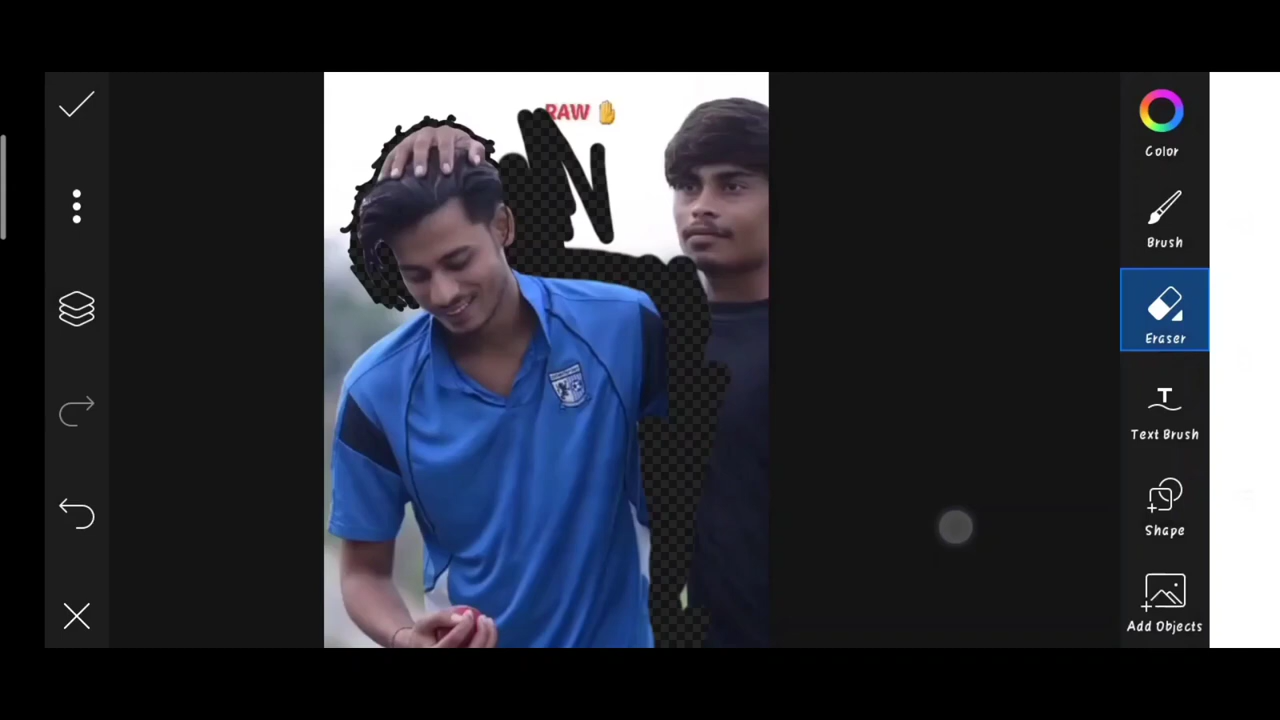 RAW ✋
Color
Brush
Eraser
Text Brush
Shape
Add Objects